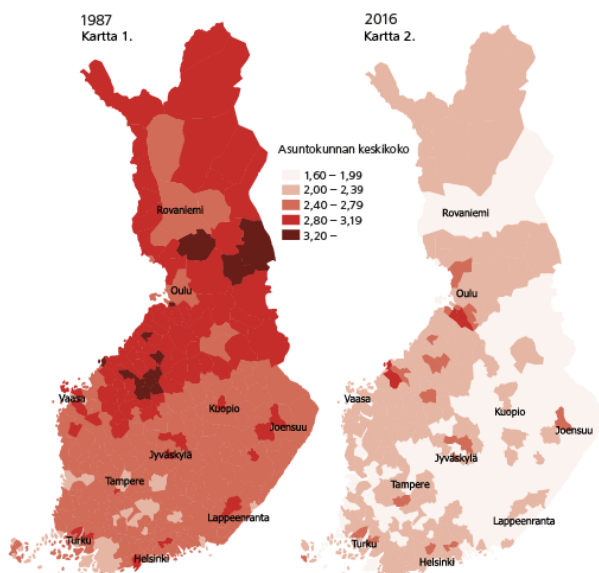 1987
Kartta 1.
Rovaniemi
Oulu
Vaasa
Kuopio
Joensuu
Jyväskylä
Tampere
Lappeenranta
Turku
Helsinki
Asuntokunnan keskikoko
1,60 – 1,99
2,00 – 2,39
2,40 – 2,79
2,80 – 3,19
3,20 –
2016
Kartta 2.
Rovaniemi
Oulu
Vaasa
Kuopio
Joensuu
Jyväskylä
Tampere
Lappeenranta
Turku
Helsinki